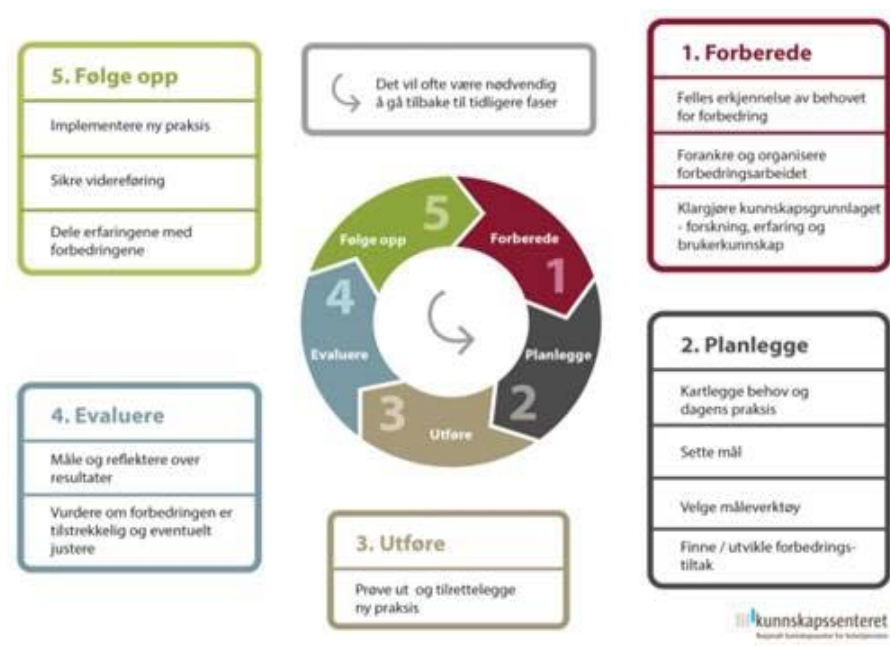 5. Følge opp
Implementere ny praksis
Sikre videreføring
Dele erfaringene med
forbedringene
Det vil ofte være nødvendig
å gå tilbake til tidligere faser
1. Forberede
Felles erkjennelse av behovet
for forbedring
Forankre og organisere
forbedringsarbeidet
Klargjøre kunnskapsgrunnlaget
- forskning, erfaring og
brukerkunnskap
5
Følge opp
Forberede
1
4
Evaluere
Planlegge
2
3
Utføre
2. Planlegge
Kartlegge behov og
dagens praksis
Sette mål
Velge måleverktøy
Finne / utvikle forbedrings-
tiltak
4. Evaluere
Måle og reflektere over
resultater
Vurdere om forbedringen er
tilstrekkelig og eventuelt
justere
3. Utføre
Prøve ut og tilrettelegge
ny praksis
kunnskapssenteret
Nasjonalt kunnskapssenter for helsetjenesten